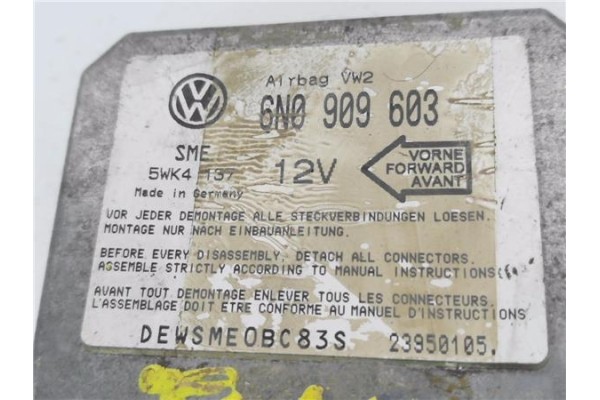 Airbag VW2
6N0 909 603
SME
5WK4 137
12V
VORNE
FORWARD
AVANT
Made in Germany
VOR JEDER DEMONTAGE ALLE STECKVERBINDUNGEN LOESEN.
MONTAGE NUR NACH EINBAUANLEITUNG.
BEFORE EVERY DISASSEMBLY, DETACH ALL CONNECTORS.
ASSEMBLE STRICTLY ACCORDING TO MANUAL INSTRUCTIONS
AVANT TOUT DEMONTAGE ENLEVER TOUS LES CONNECTEURS.
L'ASSEMBLAGE DOIT ETRE CONFORME AU MANUEL D'INSTRUCTIONS
DEWSMEOBC83S 23950105.